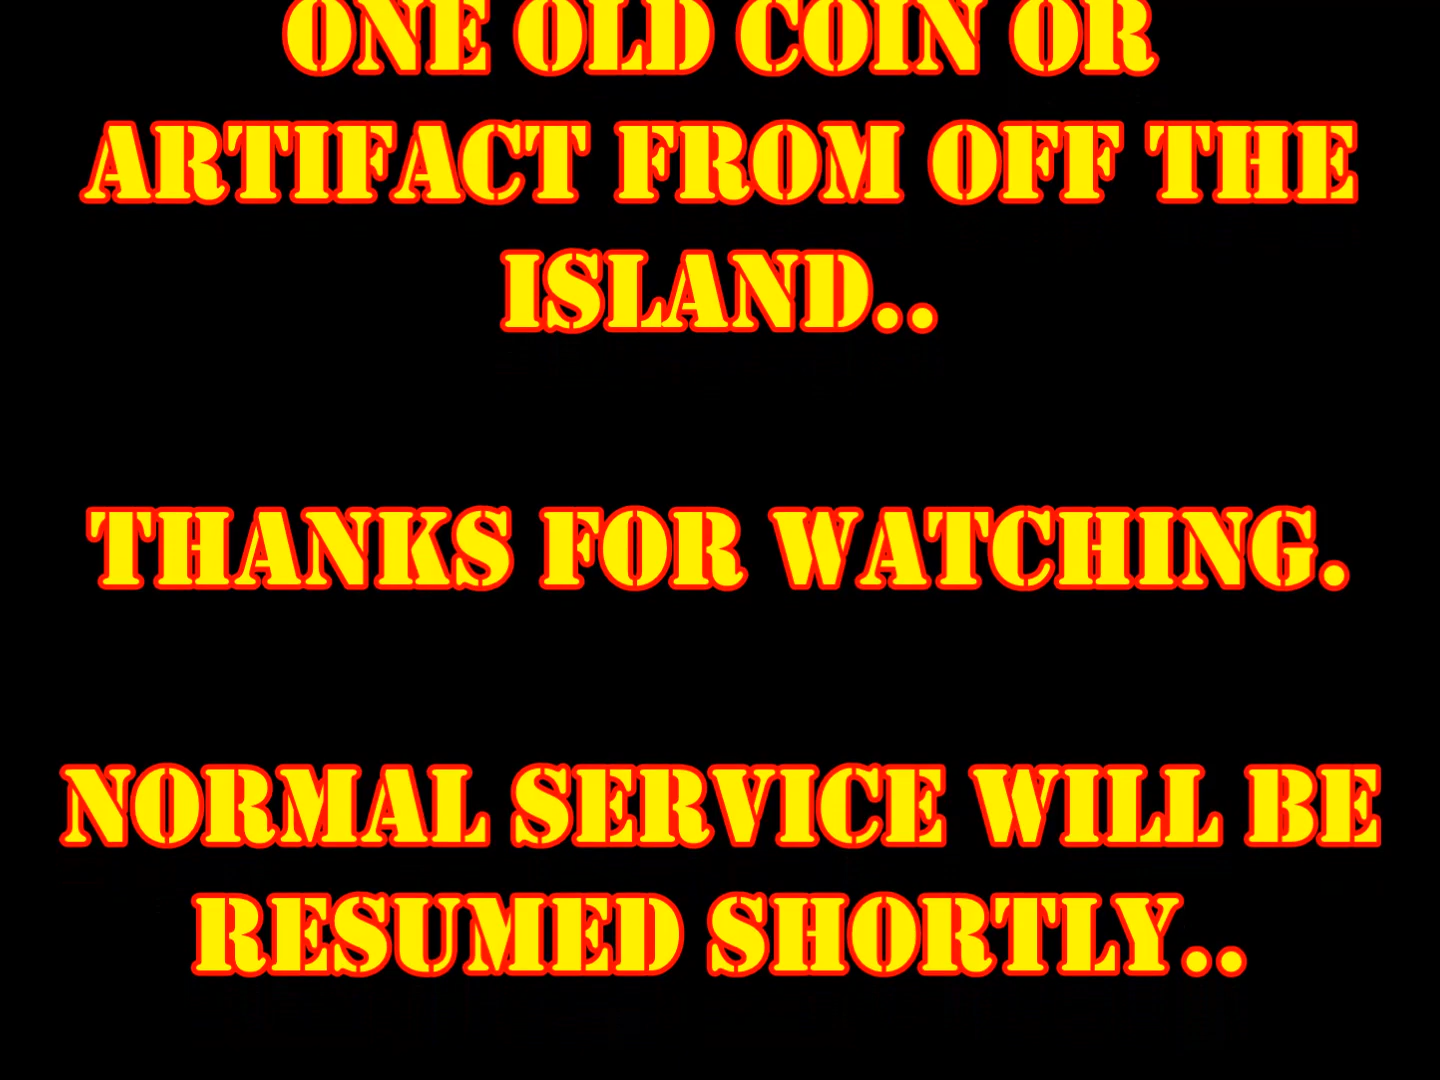 ONE OLD COIN OR
ARTIFACT FROM OFF THE
ISLAND..
THANKS FOR WATCHING.
NORMAL SERVICE WILL BE
RESUMED SHORTLY..